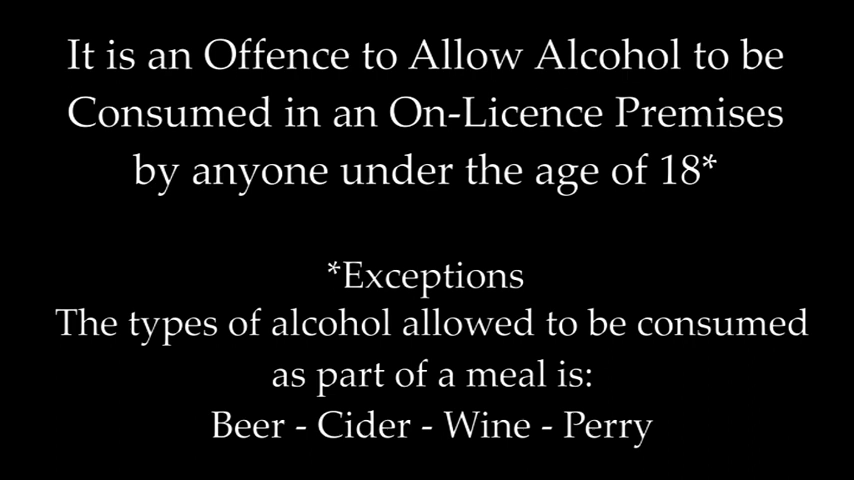 It is an Offence to Allow Alcohol to be
Consumed in an On-Licence Premises
by anyone under the age of 18*
*Exceptions
The types of alcohol allowed to be consumed
as part of a meal is:
Beer - Cider - Wine - Perry